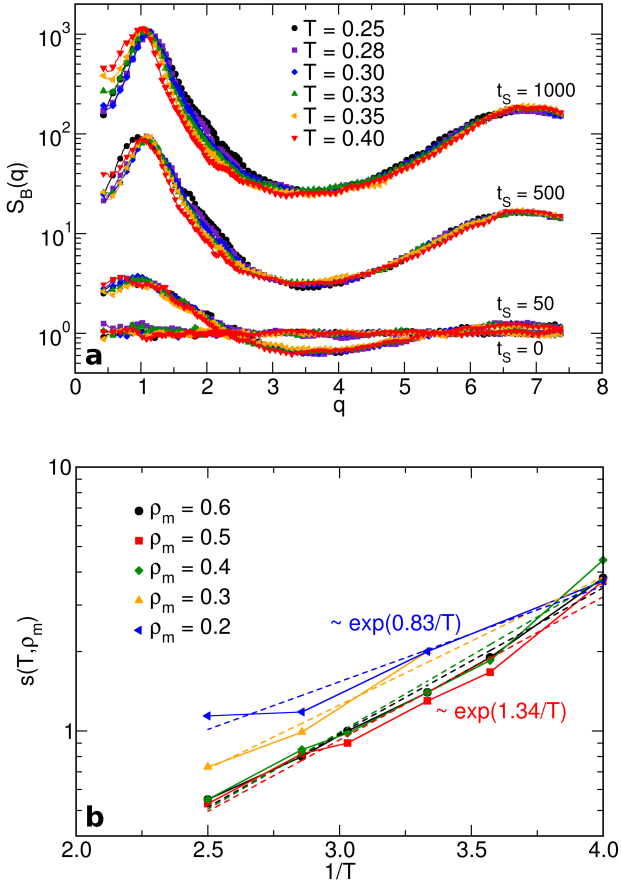 10³
10²
10¹
10⁰
S_B(q)
T = 0.25
T = 0.28
T = 0.30
T = 0.33
T = 0.35
T = 0.40
t_S = 1000
t_S = 500
t_S = 50
t_S = 0
a
0 1 2 3 4 5 6 7 8
q
10
1
s(T,ρ_m)
ρ_m = 0.6
ρ_m = 0.5
ρ_m = 0.4
ρ_m = 0.3
ρ_m = 0.2
~ exp(0.83/T)
~ exp(1.34/T)
b
2.0 2.5 3.0 3.5 4.0
1/T